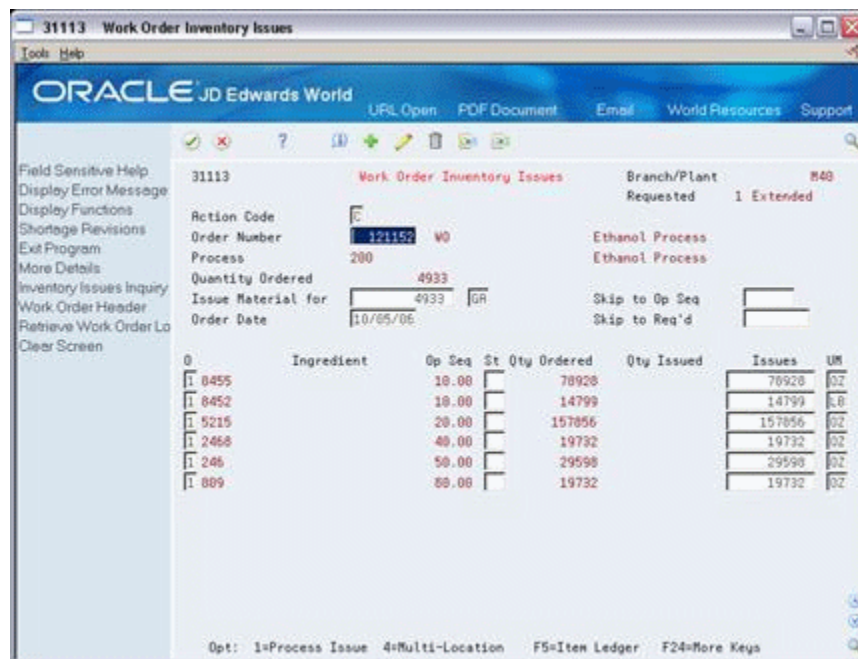 31113 Work Order Inventory Issues
Tools Help
ORACLE JD Edwards World
URL Open PDF Document Email World Resources Support
Field Sensitive Help
Display Error Message
Display Functions
Shortage Revisions
Exit Program
More Details
Inventory Issues Inquiry
Work Order Header
Retrieve Work Order Lo
Clear Screen
31113 Work Order Inventory Issues Branch/Plant M40
Requested 1 Extended
Action Code C
Order Number 121152 WO Ethanol Process
Process 200 Ethanol Process
Quantity Ordered 4933
Issue Material for 4933 GA Skip to Op Seq
Order Date 10/05/06 Skip to Req'd
O Ingredient Op Seq St Qty Ordered Qty Issued Issues UM
1 8455 10.00 78928 78928 OZ
1 8452 10.00 14799 14799 LB
1 5215 20.00 157856 157856 OZ
1 2468 40.00 19732 19732 OZ
1 246 50.00 29598 29598 OZ
1 809 80.00 19732 19732 OZ
Opt: 1=Process Issue 4=Multi-Location F5=Item Ledger F24=More Keys